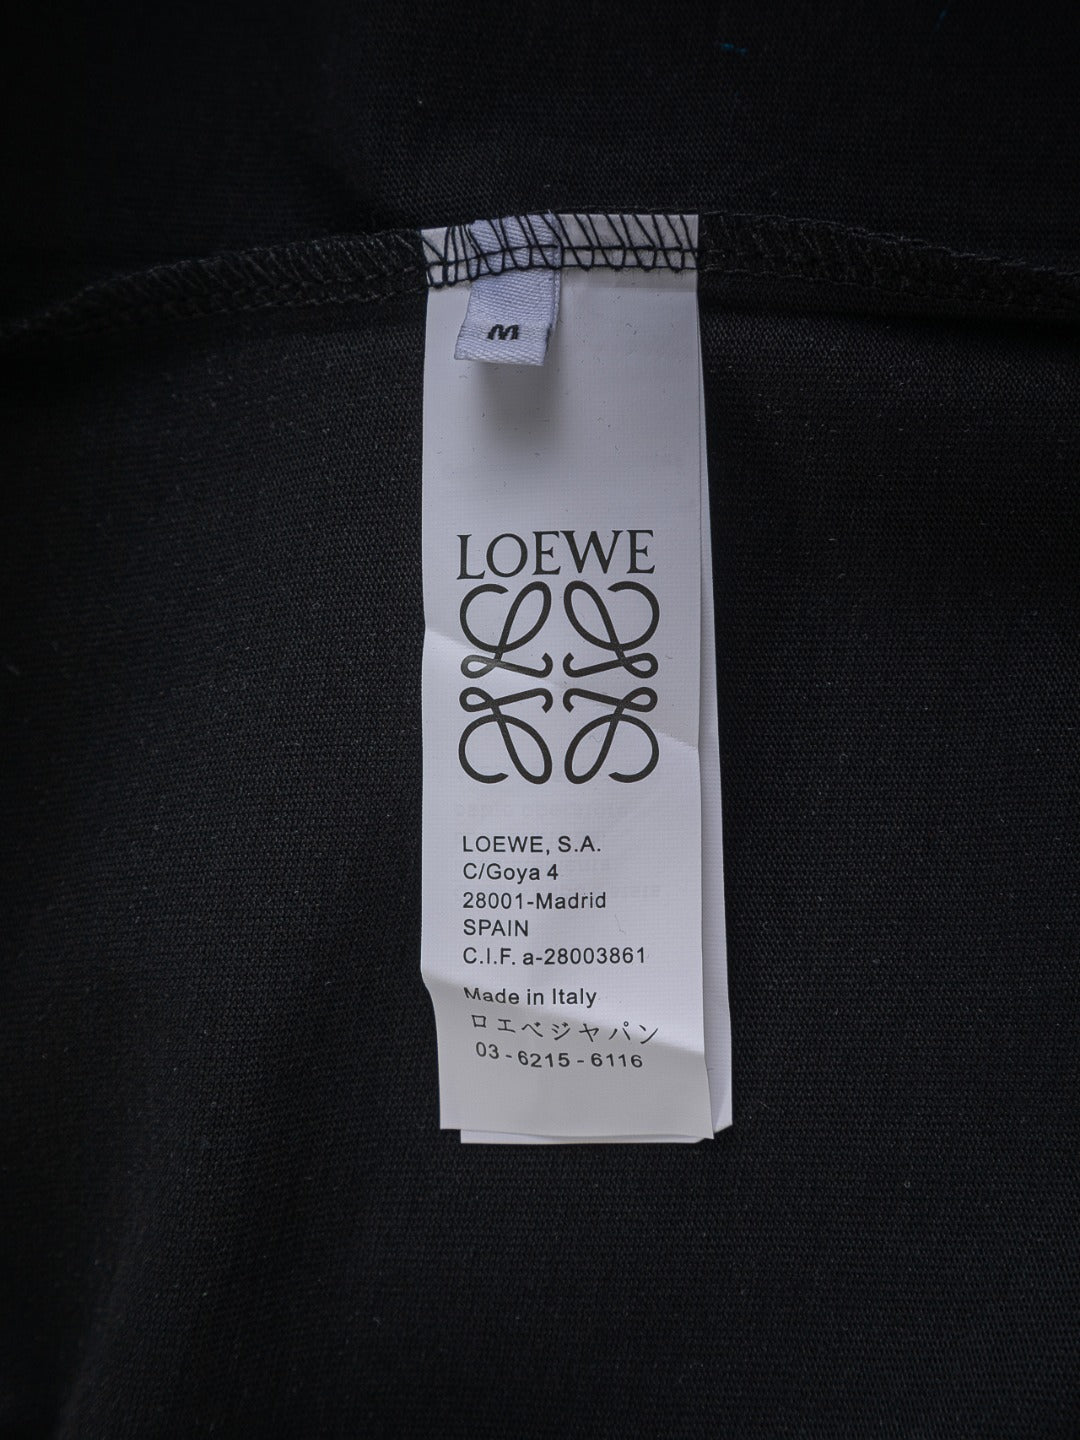 M
LOEWE
LOEWE, S.A.
C/Goya 4
28001-Madrid
SPAIN
C.I.F. a-28003861
Made in Italy
ロエベジャパン
03 - 6215 - 6116